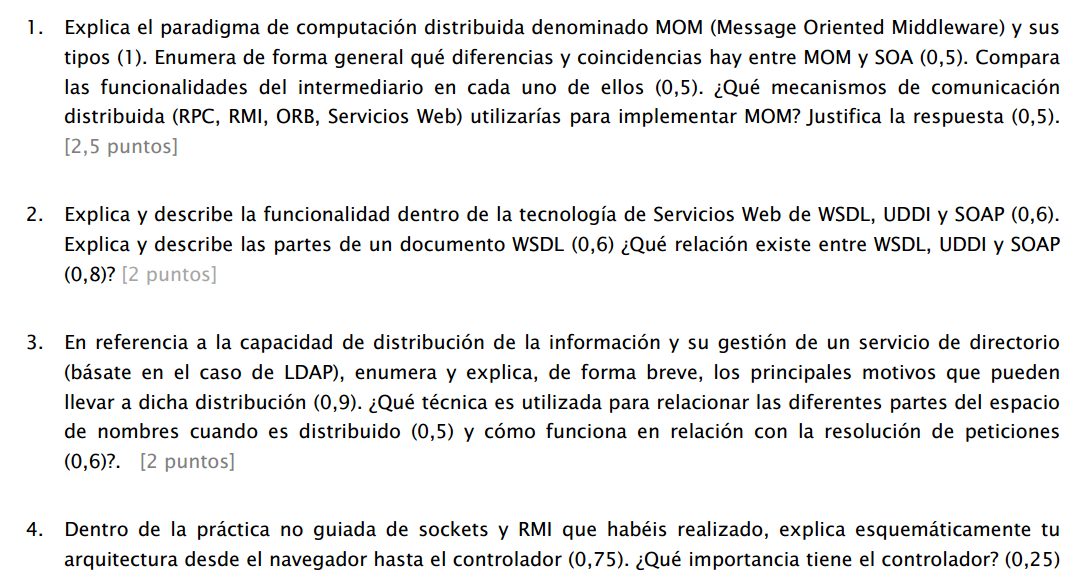 1. Explica el paradigma de computación distribuida denominado MOM (Message Oriented Middleware) y sus
tipos (1). Enumera de forma general qué diferencias y coincidencias hay entre MOM y SOA (0,5). Compara
las funcionalidades del intermediario en cada uno de ellos (0,5). ¿Qué mecanismos de comunicación
distribuida (RPC, RMI, ORB, Servicios Web) utilizarías para implementar MOM? Justifica la respuesta (0,5).
[2,5 puntos]
2. Explica y describe la funcionalidad dentro de la tecnología de Servicios Web de WSDL, UDDI y SOAP (0,6).
Explica y describe las partes de un documento WSDL (0,6) ¿Qué relación existe entre WSDL, UDDI y SOAP
(0,8)? [2 puntos]
3. En referencia a la capacidad de distribución de la información y su gestión de un servicio de directorio
(básate en el caso de LDAP), enumera y explica, de forma breve, los principales motivos que pueden
llevar a dicha distribución (0,9). ¿Qué técnica es utilizada para relacionar las diferentes partes del espacio
de nombres cuando es distribuido (0,5) y cómo funciona en relación con la resolución de peticiones
(0,6)?. [2 puntos]
4. Dentro de la práctica no guiada de sockets y RMI que habéis realizado, explica esquemáticamente tu
arquitectura desde el navegador hasta el controlador (0,75). ¿Qué importancia tiene el controlador? (0,25)